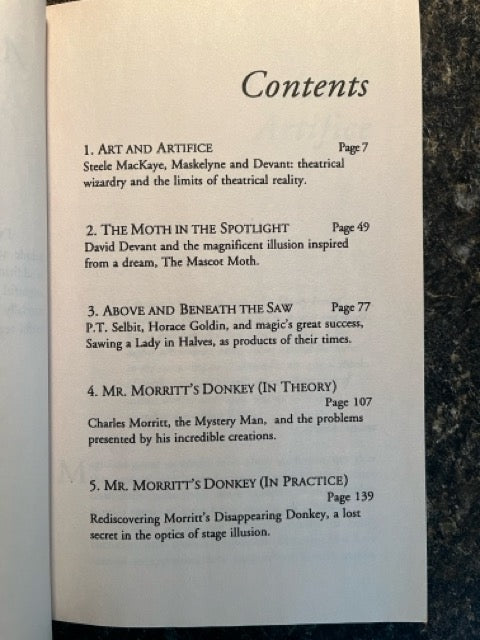 Contents
1. ART AND ARTIFICE Page 7
Steele MacKaye, Maskelyne and Devant: theatrical
wizardry and the limits of theatrical reality.
2. THE MOTH IN THE SPOTLIGHT Page 49
David Devant and the magnificent illusion inspired
from a dream, The Mascot Moth.
3. ABOVE AND BENEATH THE SAW Page 77
P.T. Selbit, Horace Goldin, and magic's great success,
Sawing a Lady in Halves, as products of their times.
4. MR. MORRITT'S DONKEY (IN THEORY)
Page 107
Charles Morritt, the Mystery Man, and the problems
presented by his incredible creations.
5. MR. MORRITT'S DONKEY (IN PRACTICE)
Page 139
Rediscovering Morritt's Disappearing Donkey, a lost
secret in the optics of stage illusion.